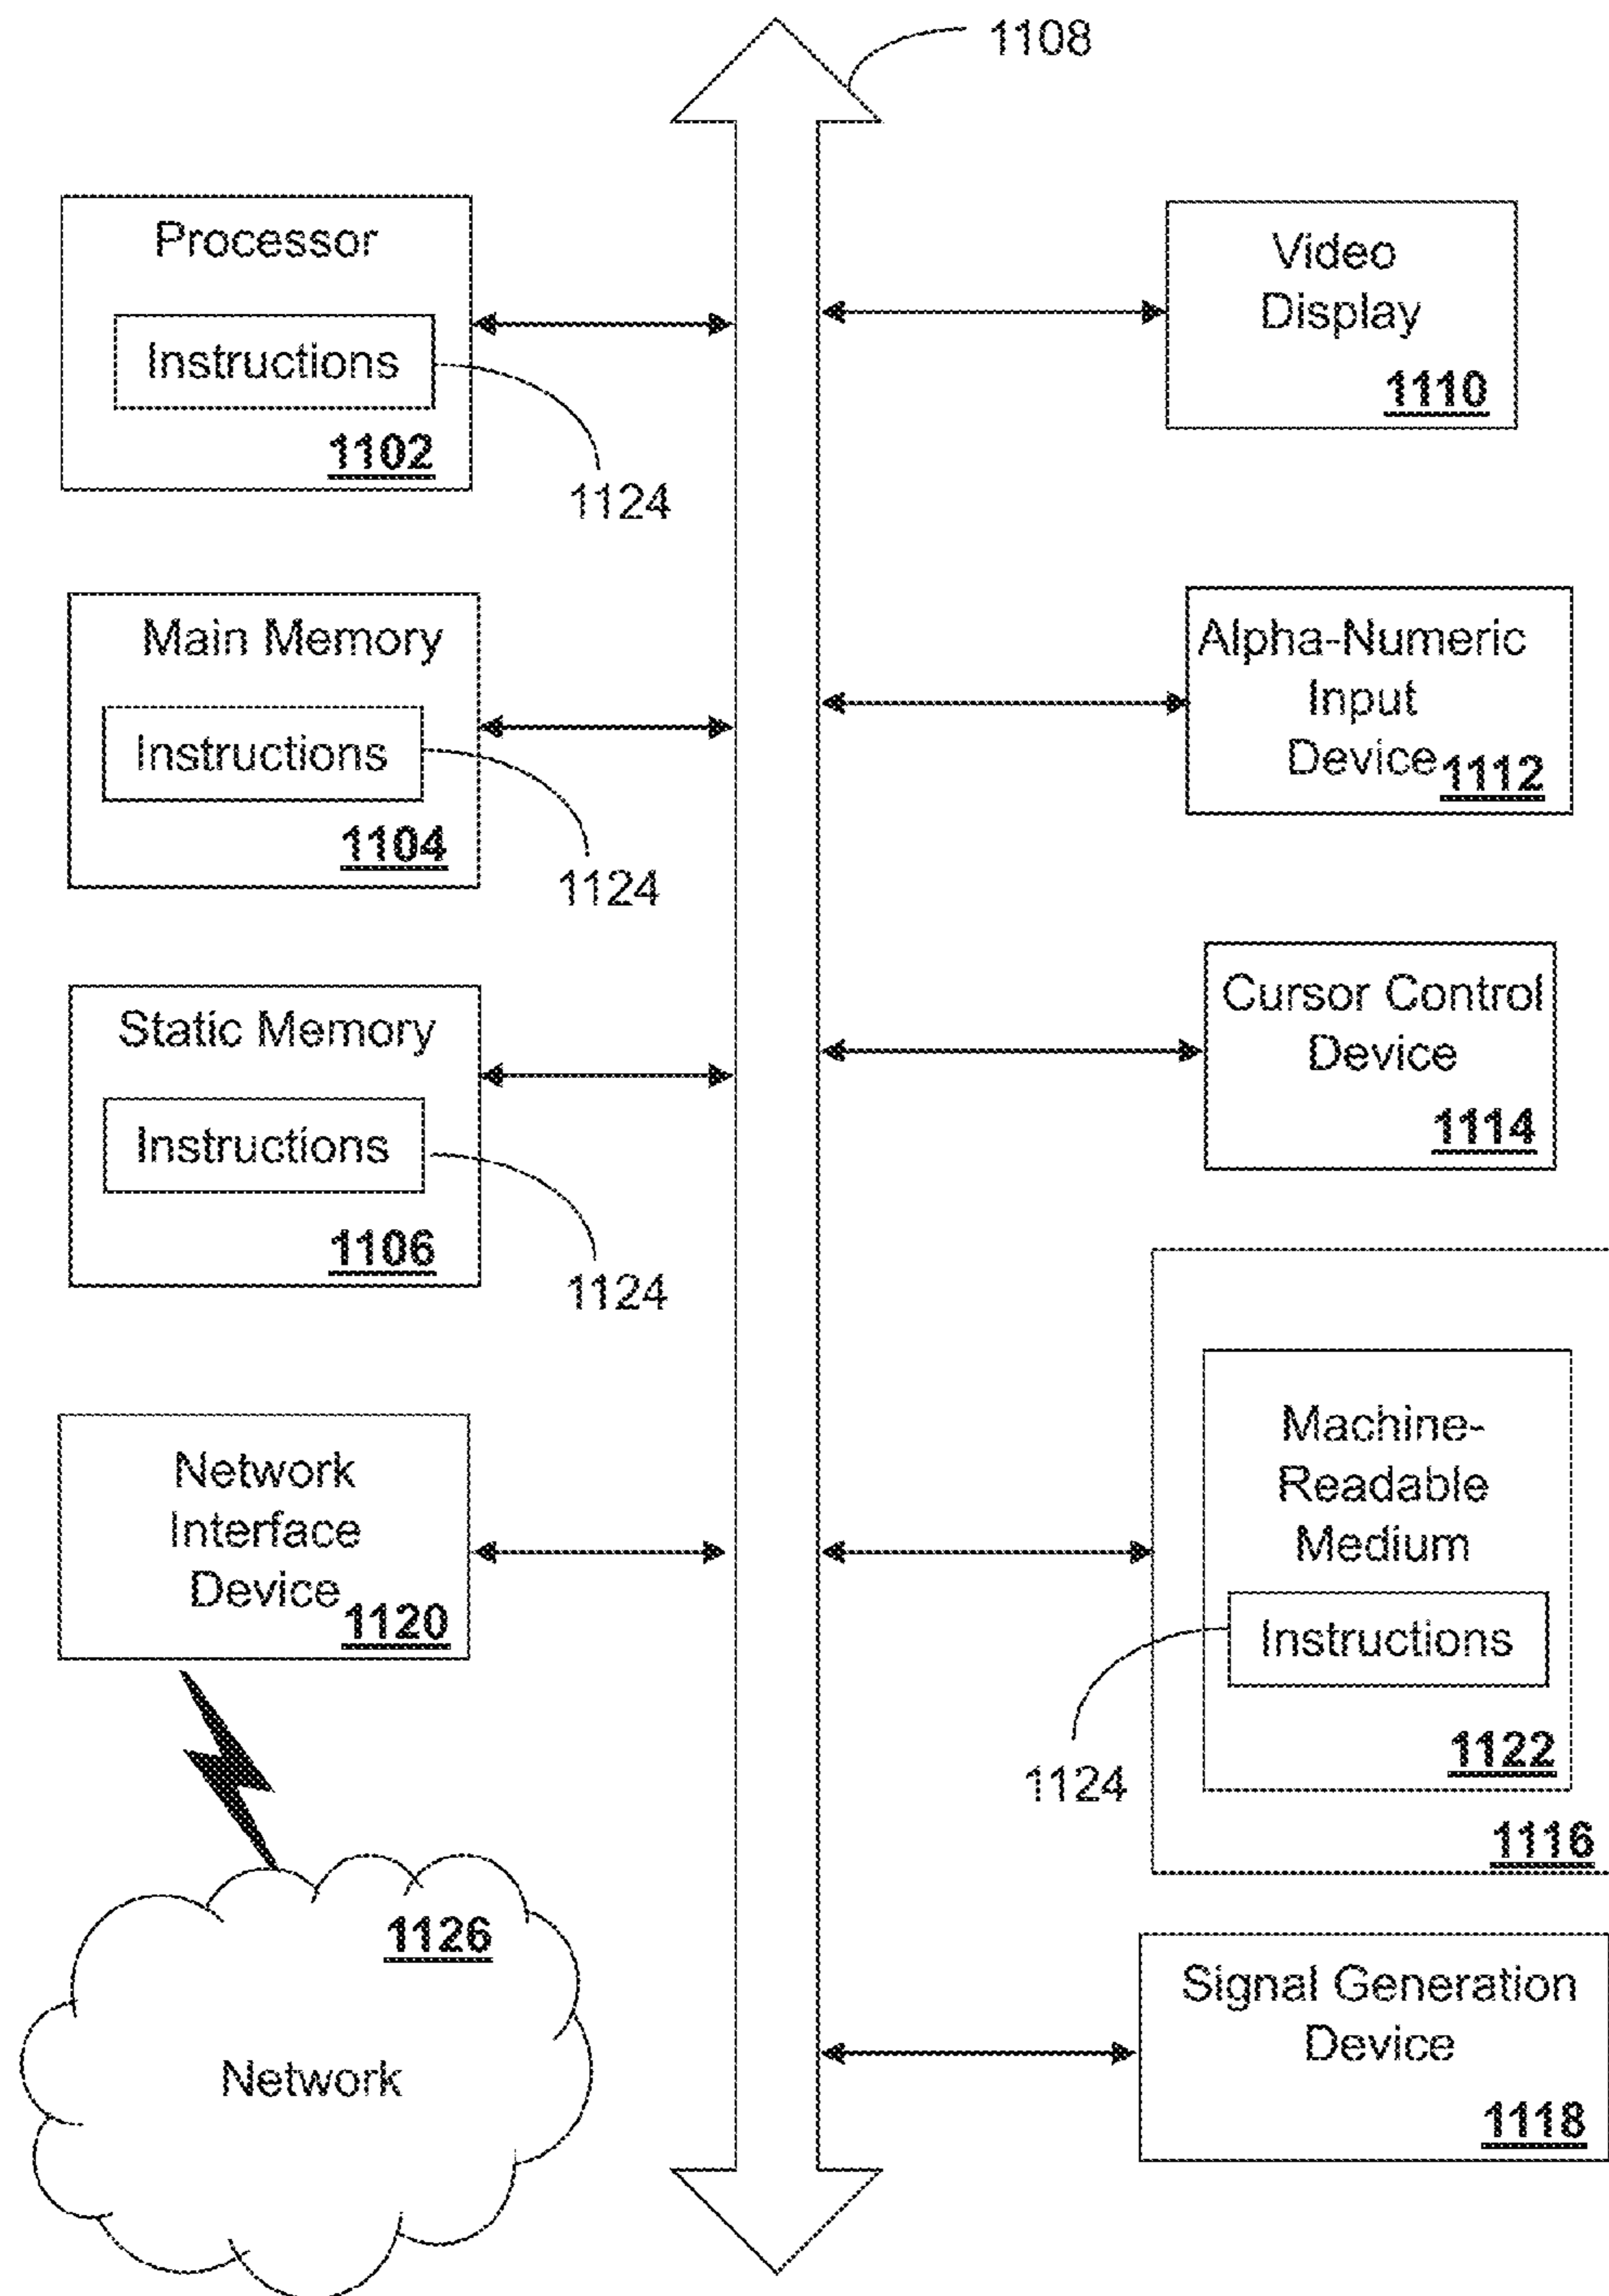 1108
Processor
Instructions
1102
1124
Main Memory
Instructions
1104
1124
Static Memory
Instructions
1106
1124
Network
Interface
Device
1120
1126
Network
Video
Display
1110
Alpha-Numeric
Input
Device
1112
Cursor Control
Device
1114
Machine-
Readable
Medium
Instructions
1122
1124
1116
Signal Generation
Device
1118